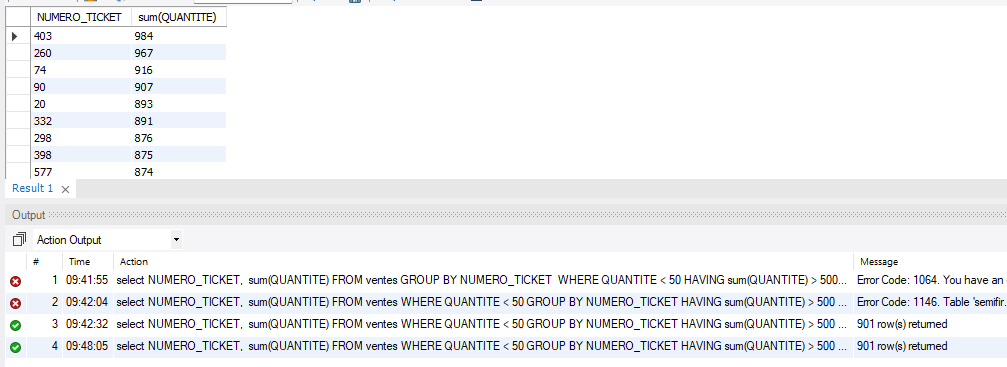 NUMERO_TICKET sum(QUANTITE)
403 984
260 967
74 916
90 907
20 893
332 891
298 876
398 875
577 874
Result 1
Output
Action Output
# Time Action Message
1 09:41:55 select NUMERO_TICKET, sum(QUANTITE) FROM ventes GROUP BY NUMERO_TICKET WHERE QUANTITE < 50 HAVING sum(QUANTITE) > 500... Error Code: 1064. You have an
2 09:42:04 select NUMERO_TICKET, sum(QUANTITE) FROM ventes WHERE QUANTITE < 50 GROUP BY NUMERO_TICKET HAVING sum(QUANTITE) > 500 ... Error Code: 1146. Table 'semifir...
3 09:42:32 select NUMERO_TICKET, sum(QUANTITE) FROM ventes WHERE QUANTITE < 50 GROUP BY NUMERO_TICKET HAVING sum(QUANTITE) > 500 ... 901 row(s) returned
4 09:48:05 select NUMERO_TICKET, sum(QUANTITE) FROM ventes WHERE QUANTITE < 50 GROUP BY NUMERO_TICKET HAVING sum(QUANTITE) > 500 ... 901 row(s) returned